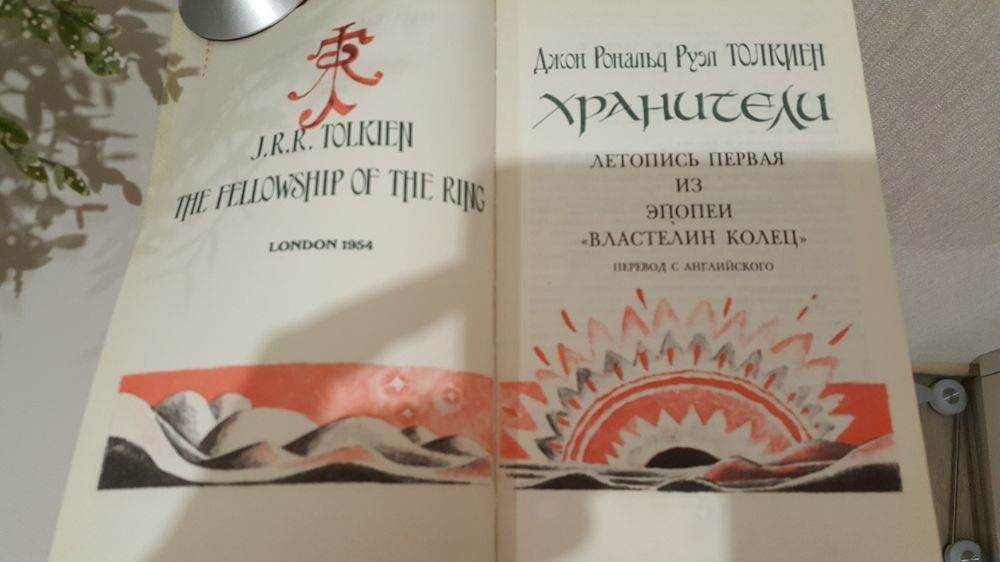 J.R.R. TOLKIEN
THE FELLOWSHIP OF THE RING
LONDON 1954
Джон Рональд Руэл ТОЛКИЕН
ХРАНИТЕЛИ
ЛЕТОПИСЬ ПЕРВАЯ
ИЗ
ЭПОПЕИ
«ВЛАСТЕЛИН КОЛЕЦ»
ПЕРЕВОД С АНГЛИЙСКОГО